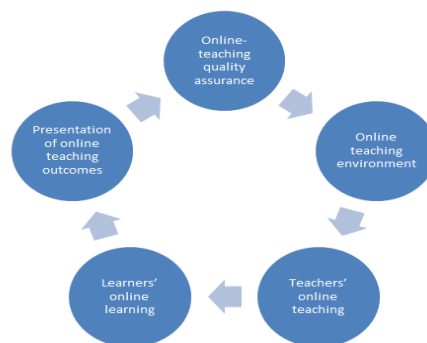 Online-
teaching
quality
assurance
Online
teaching
environment
Teachers'
online
teaching
Learners'
online
learning
Presentation
of online
teaching
outcomes